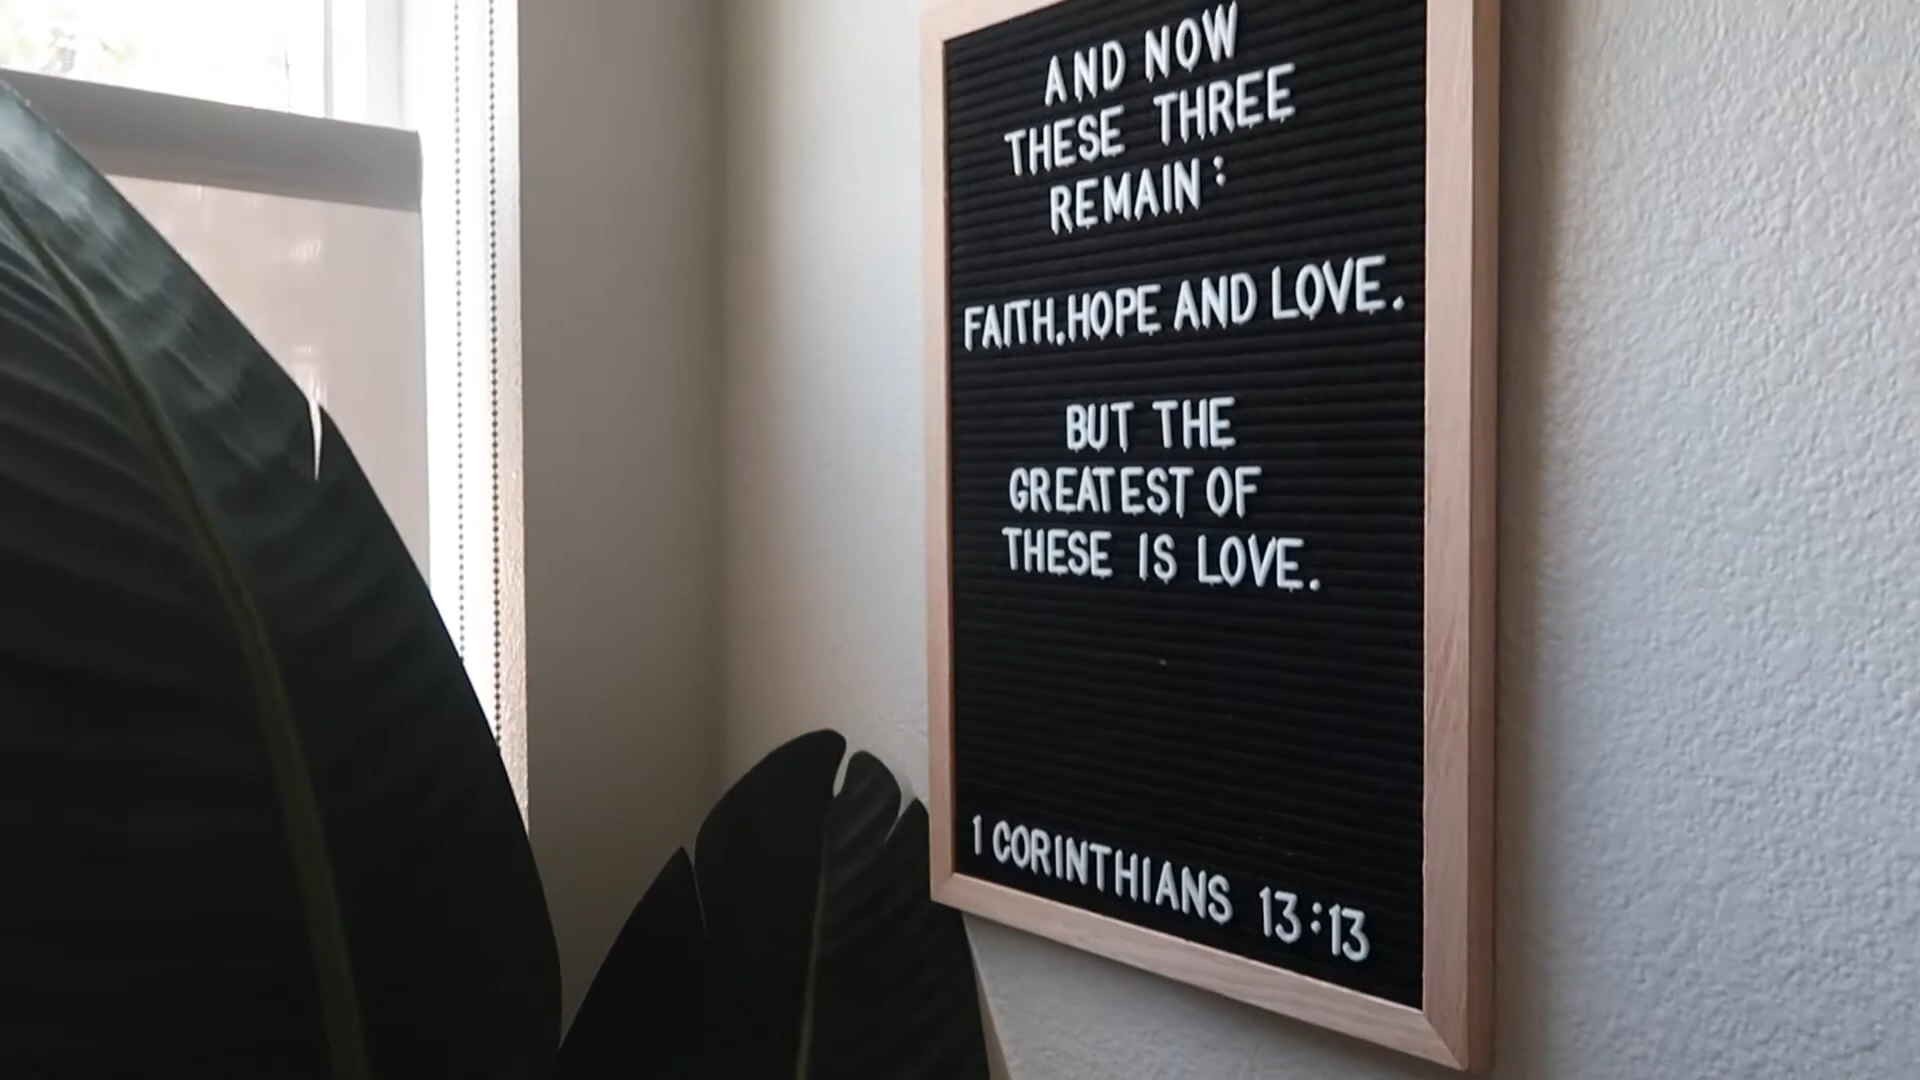 AND NOW
THESE THREE
REMAIN:
FAITH,HOPE AND LOVE.
BUT THE
GREATEST OF
THESE IS LOVE.
1 CORINTHIANS 13:13